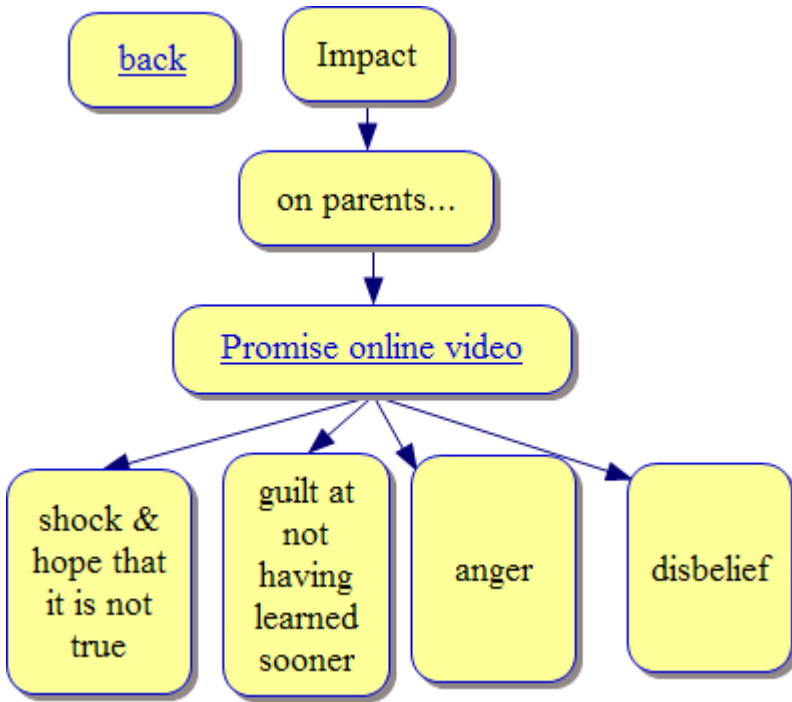 back
Impact
on parents...
Promise online video
shock &
hope that
it is not
true
guilt at
not
having
learned
sooner
anger
disbelief